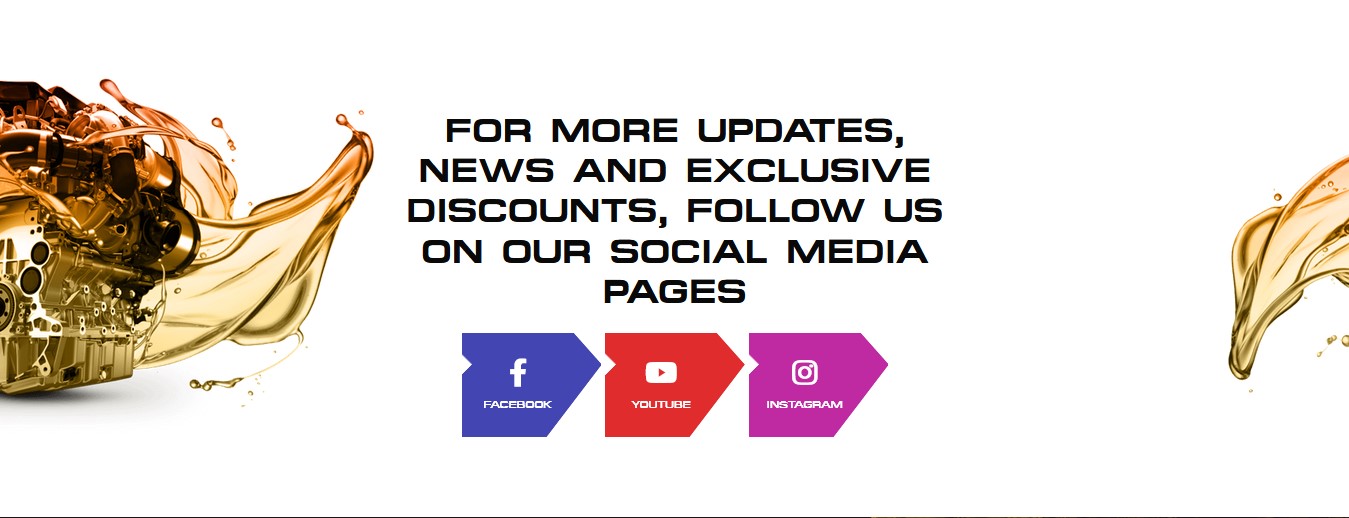 FOR MORE UPDATES,
NEWS AND EXCLUSIVE
DISCOUNTS, FOLLOW US
ON OUR SOCIAL MEDIA
PAGES
FACEBOOK
YOUTUBE
INSTAGRAM